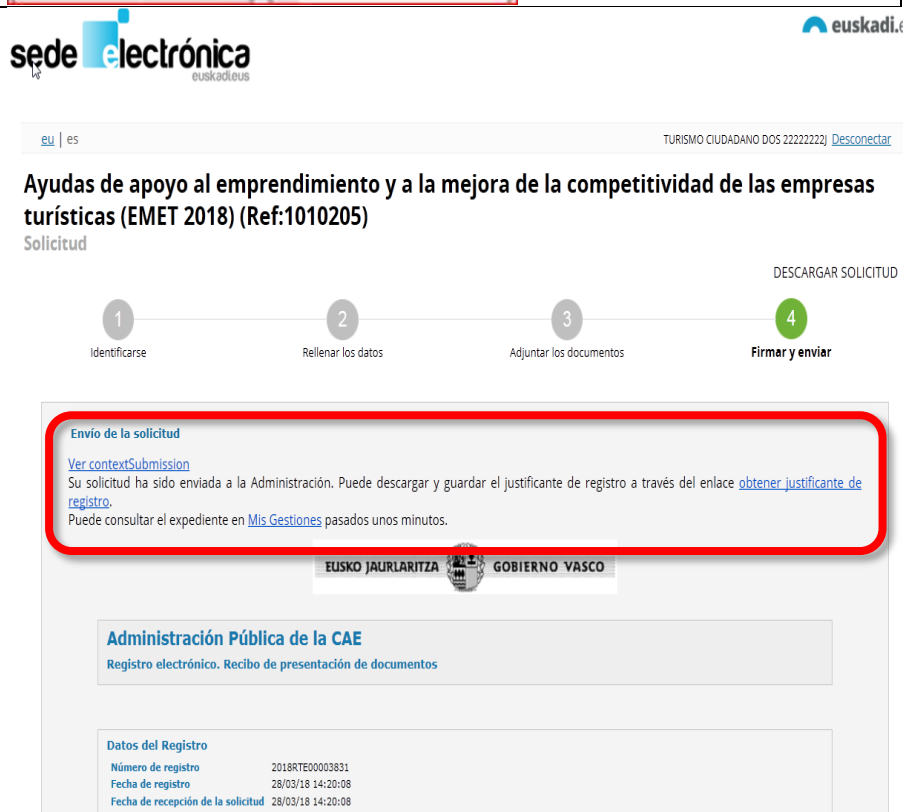 sede electrónica
euskadi.eus
euskadi.e
eu | es
TURISMO CIUDADANO DOS 22222222J Desconectar
Ayudas de apoyo al emprendimiento y a la mejora de la competitividad de las empresas
turísticas (EMET 2018) (Ref:1010205)
Solicitud
DESCARGAR SOLICITUD
1 2 3 4
Identificarse Rellenar los datos Adjuntar los documentos Firmar y enviar
Envío de la solicitud
Ver contextSubmission
Su solicitud ha sido enviada a la Administración. Puede descargar y guardar el justificante de registro a través del enlace obtener justificante de
registro.
Puede consultar el expediente en Mis Gestiones pasados unos minutos.
EUSKO JAURLARITZA GOBIERNO VASCO
Administración Pública de la CAE
Registro electrónico. Recibo de presentación de documentos
Datos del Registro
Número de registro 2018RTE00003831
Fecha de registro 28/03/18 14:20:08
Fecha de recepción de la solicitud 28/03/18 14:20:08